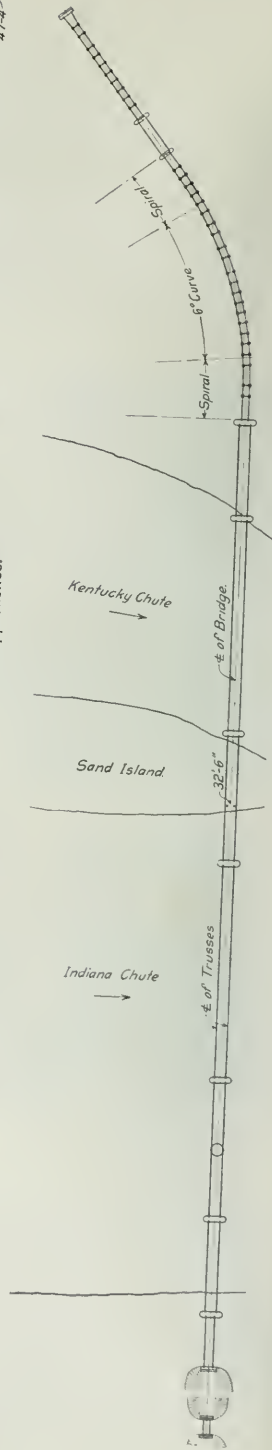 Spiral
6° Curve
Spiral
Kentucky Chute
℄ of Bridge.
Sand Island.
32'-6"
Indiana Chute
℄ of Trusses